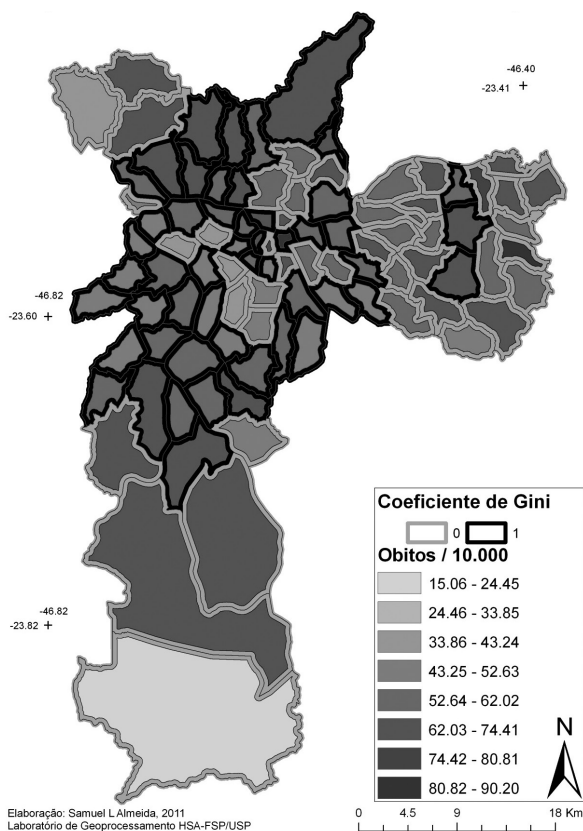 -46.40
-23.41
-46.82
-23.60
Coeficiente de Gini
0 1
Obitos / 10.000
15.06 - 24.45
24.46 - 33.85
33.86 - 43.24
43.25 - 52.63
52.64 - 62.02
62.03 - 74.41
74.42 - 80.81
80.82 - 90.20
N
-46.82
-23.82
Elaboração: Samuel L Almeida, 2011
Laboratório de Geoprocessamento HSA-FSP/USP
0 4.5 9 18 Km